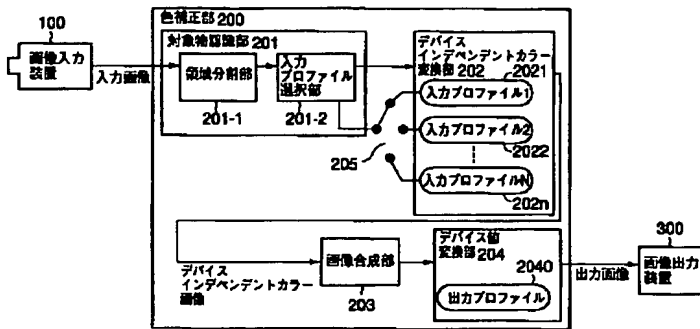 100
画像入力
装置
入力画像
色補正部 200
対象物認識部 201
領域分割部
201-1
入力
プロファイル
選択部
201-2
デバイス
インデペンデントカラー
変換部 202
2021
入力プロファイル1
入力プロファイル2
2022
入力プロファイルN
202n
205
デバイス
インデペンデントカラー
画像
画像合成部
203
デバイス値
変換部 204
2040
出力プロファイル
出力画像
300
画像出力
装置